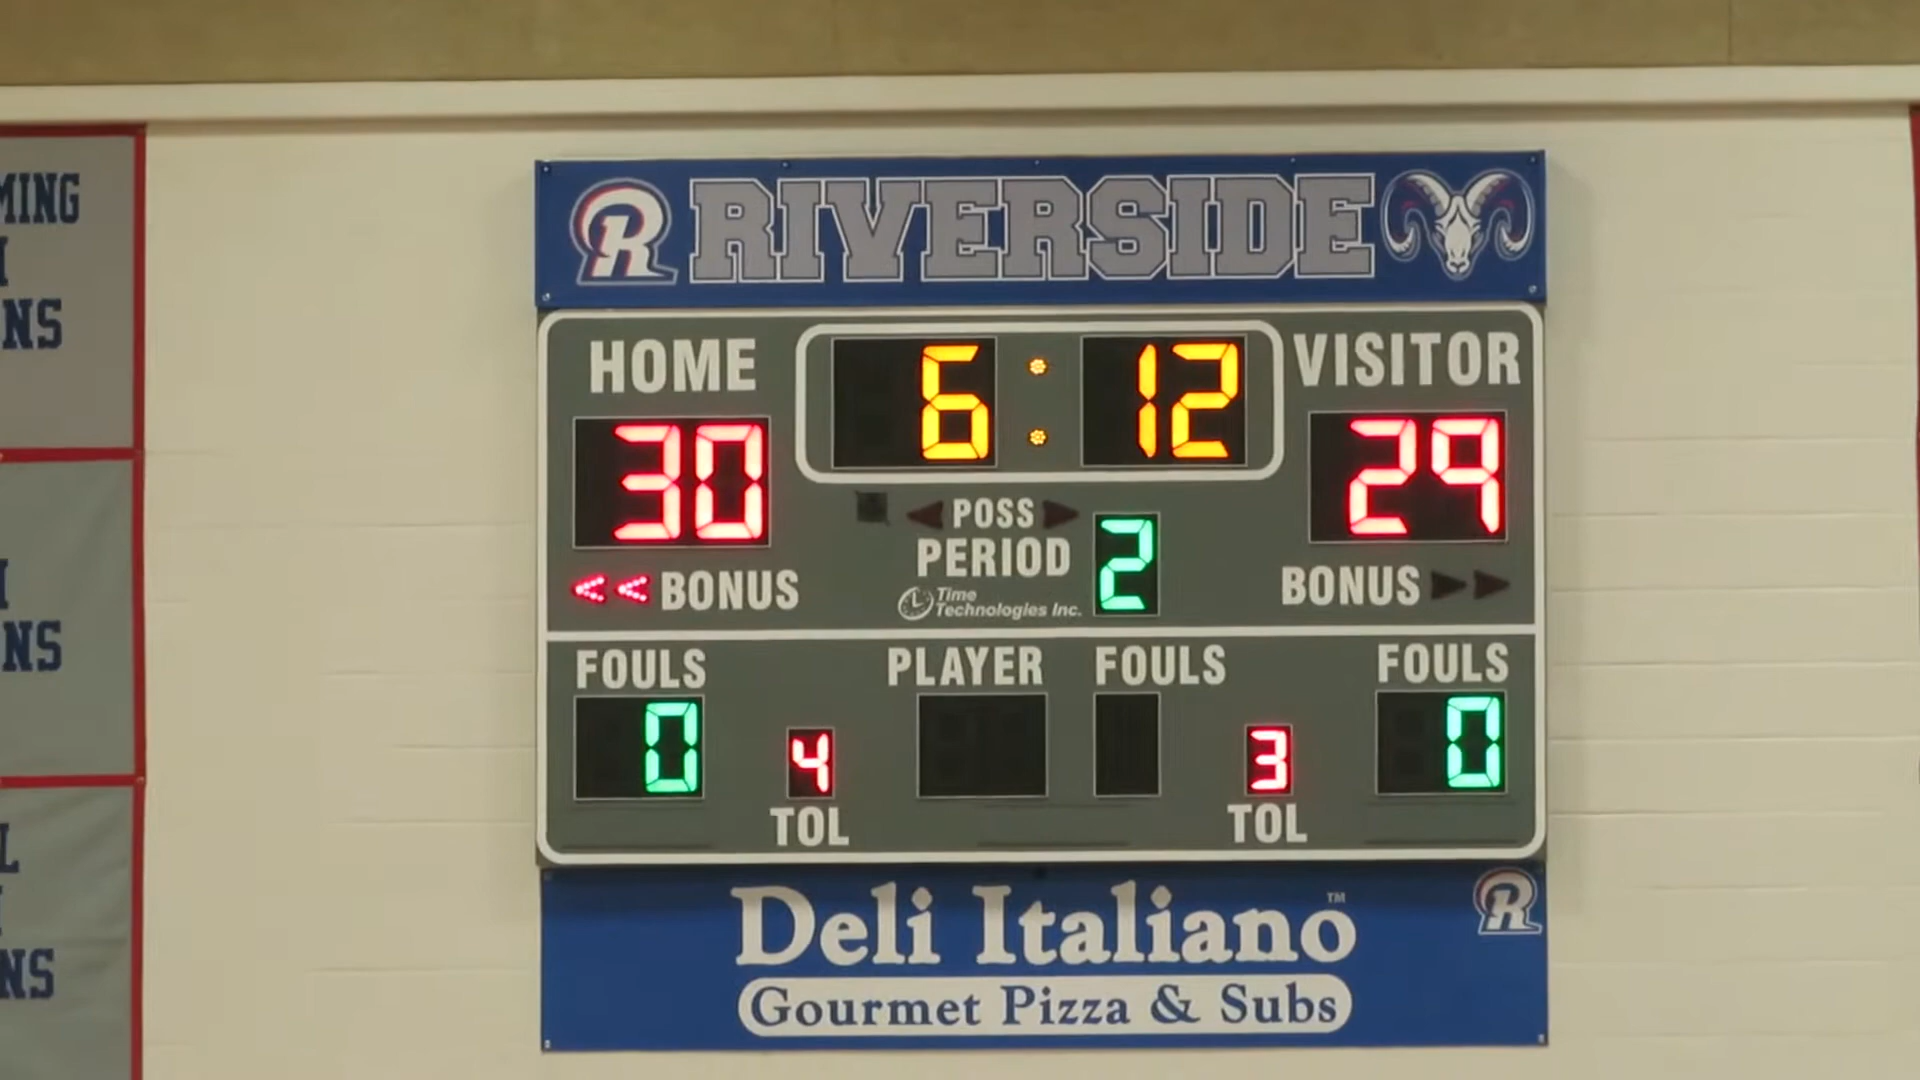 RIVERSIDE
HOME 6:12 VISITOR
30 29
POSS
PERIOD 2
BONUS BONUS
Time
Technologies Inc.
FOULS PLAYER FOULS FOULS
0 4 3 0
TOL TOL
Deli Italiano™
Gourmet Pizza & Subs
R
R
MING
NS
NS
NS